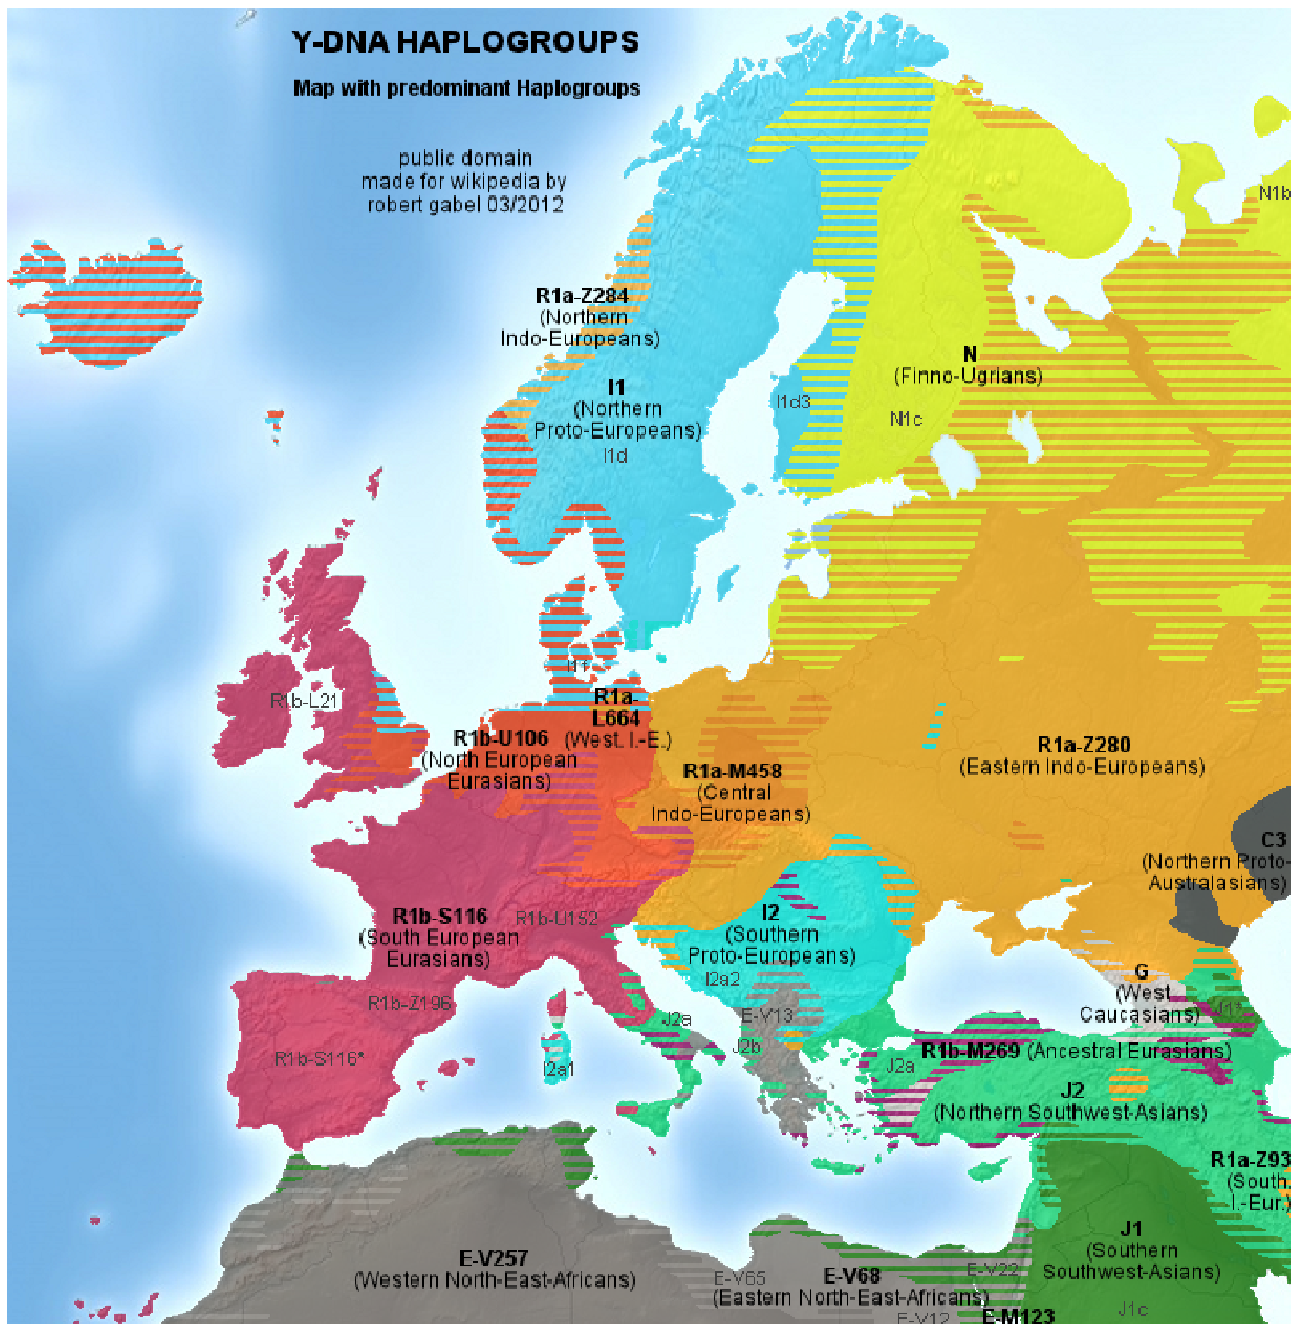 Y-DNA HAPLOGROUPS
Map with predominant Haplogroups
public domain
made for wikipedia by
robert gabel 03/2012
N1b
R1a-Z284
(Northern
Indo-Europeans)
N
(Finno-Ugrians)
I1
(Northern
Proto-Europeans)
I1d
I1d3
N1c
I1f
R1b-L21
R1a-
L664
(West. I.-E.)
R1b-U106
(North European
Eurasians)
R1a-Z280
(Eastern Indo-Europeans)
R1a-M458
(Central
Indo-Europeans)
C3
(Northern Proto-
Australasians)
R1b-S116
(South European
Eurasians)
R1b-U152
I2
(Southern
Proto-Europeans)
I2a2
G
(West
Caucasians)
R1b-Z196
E-V13
J2a
J1*
J2b
R1b-M269 (Ancestral Eurasians)
R1b-S116*
I2a1
J2a
J2
(Northern Southwest-Asians)
R1a-Z93
(South.
I.-Eur.)
J1
(Southern
Southwest-Asians)
J1c
E-V257
(Western North-East-Africans)
E-V65
E-V68
(Eastern North-East-Africans)
E-V22
E-V12
E-M123